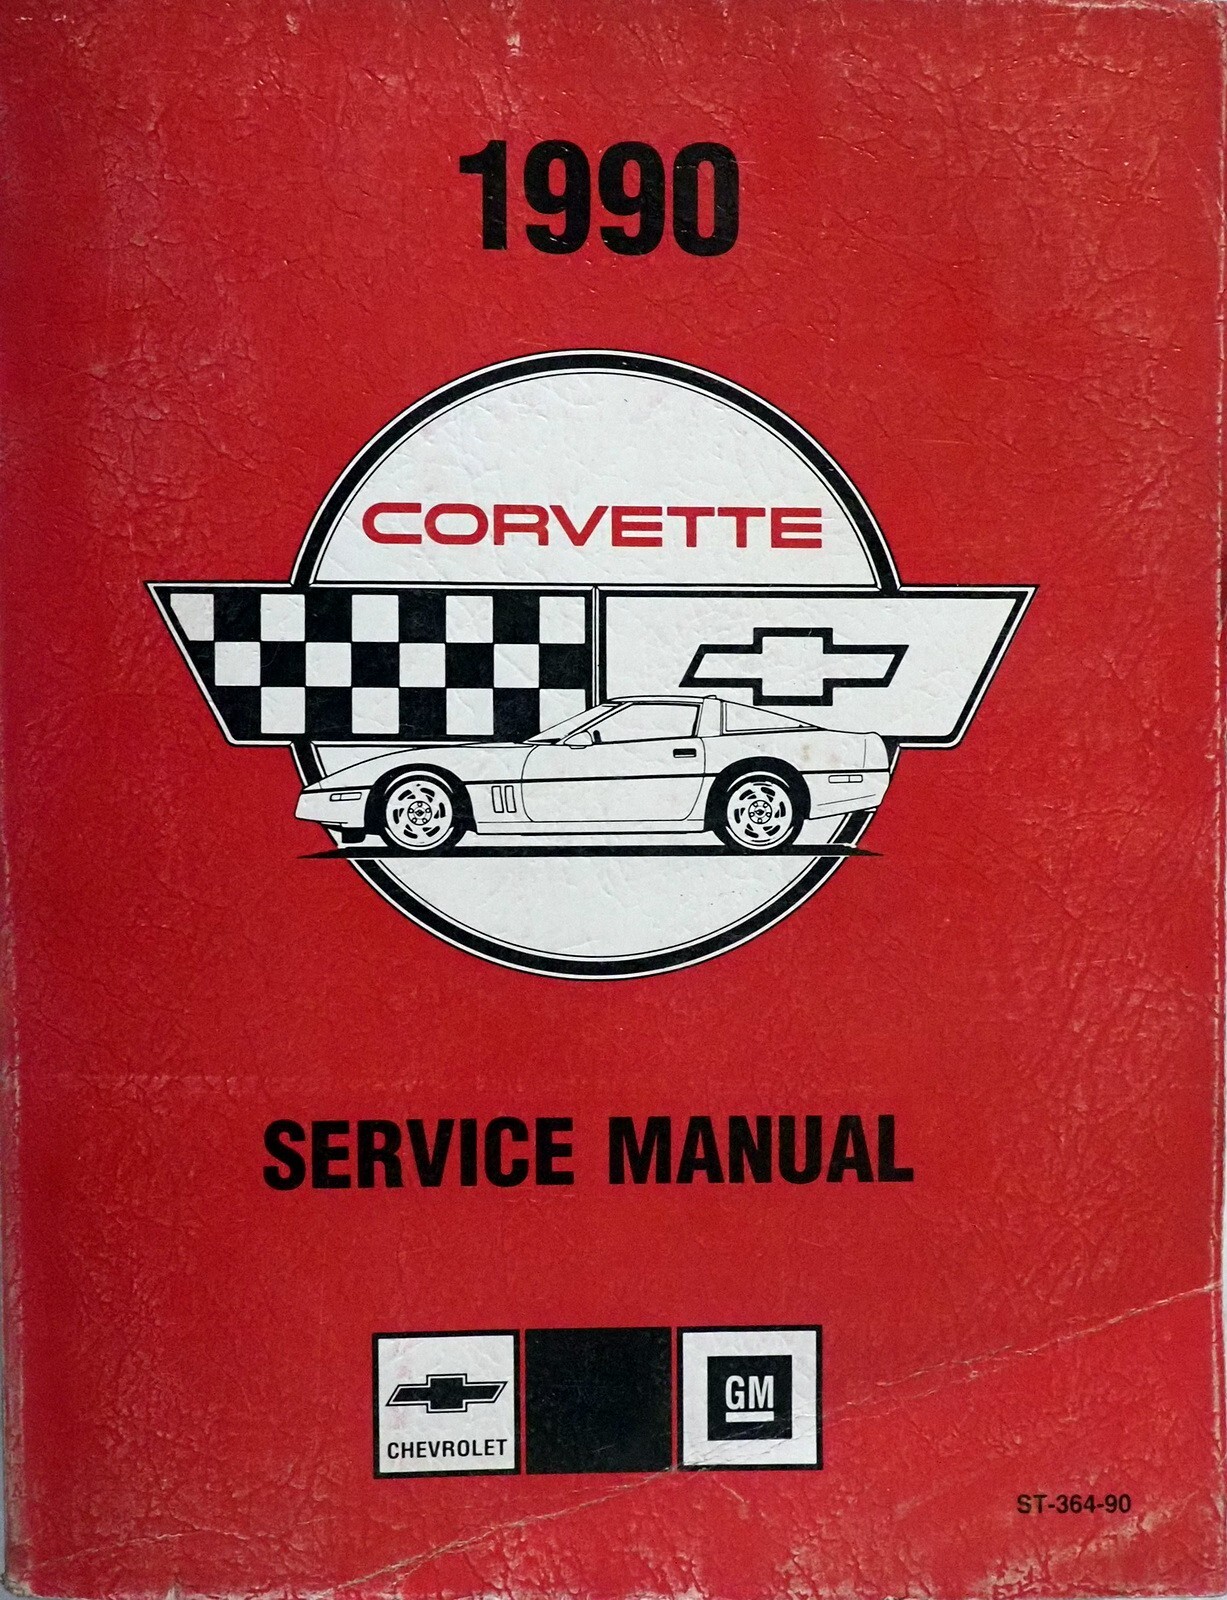 1990
CORVETTE
SERVICE MANUAL
CHEVROLET
GM
ST-364-90